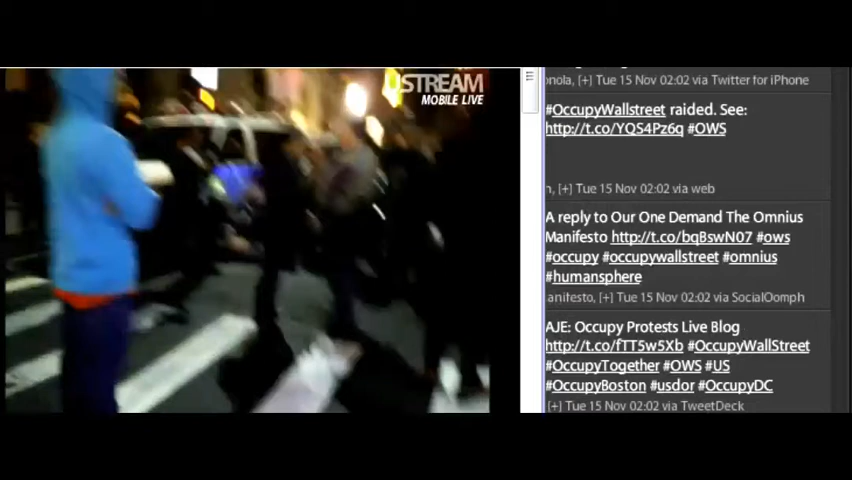 USTREAM
MOBILE LIVE
onola, [+] Tue 15 Nov 02:02 via Twitter for iPhone
#OccupyWallstreet raided. See:
http://t.co/YQS4Pz6q #OWS
n, [+] Tue 15 Nov 02:02 via web
A reply to Our One Demand The Omnius
Manifesto http://t.co/bqBswN07 #ows
#occupy #occupywallstreet #omnius
#humansphere
anifesto, [+] Tue 15 Nov 02:02 via SocialOomph
AJE: Occupy Protests Live Blog
http://t.co/fTT5w5Xb #OccupyWallStreet
#OccupyTogether #OWS #US
#OccupyBoston #usdor #OccupyDC
[+] Tue 15 Nov 02:02 via TweetDeck